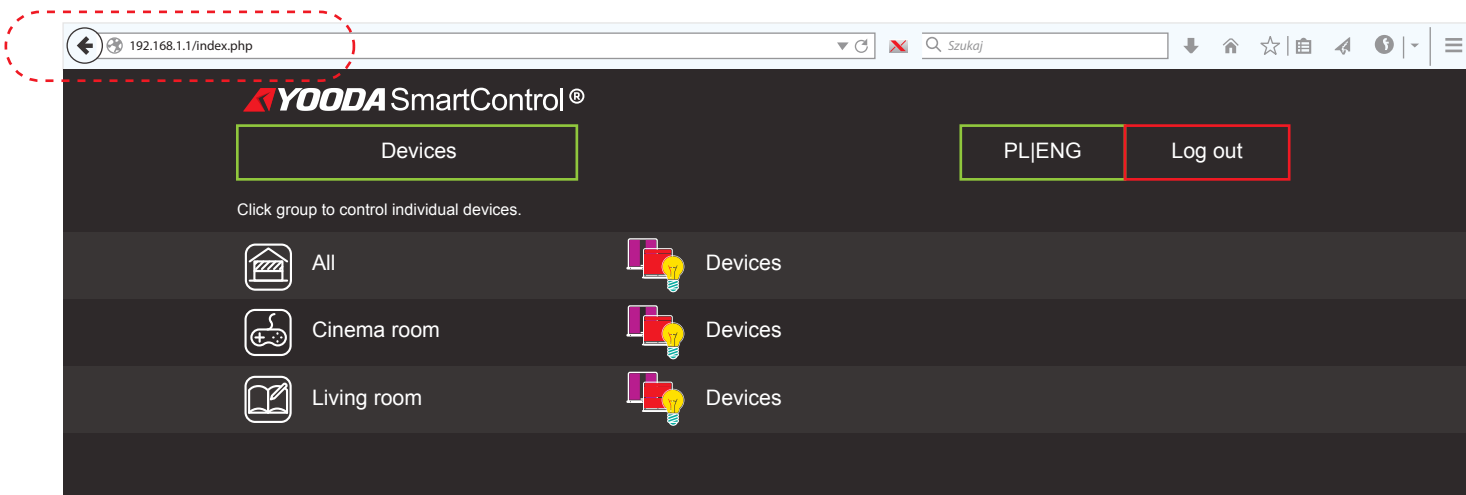 192.168.1.1/index.php
Szukaj
YOODA SmartControl ®
Devices
PL|ENG
Log out
Click group to control individual devices.
All
Devices
Cinema room
Devices
Living room
Devices